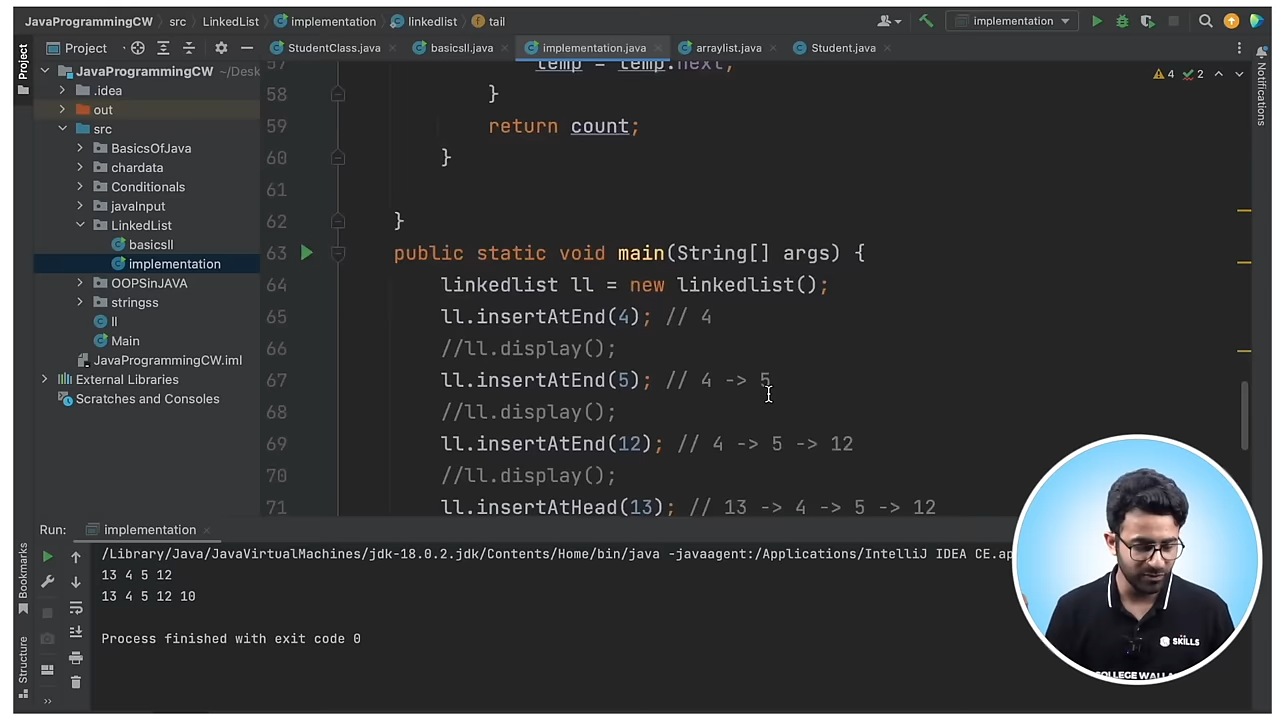 JavaProgrammingCW src LinkedList implementation linkedlist tail implementation
Project StudentClass.java basicsll.java implementation.java arraylist.java Student.java
Project
Notifications
JavaProgrammingCW ~/Desk
.idea
out
src
BasicsOfJava
chardata
Conditionals
javaInput
LinkedList
basicsll
implementation
OOPSinJAVA
stringss
ll
Main
JavaProgrammingCW.iml
External Libraries
Scratches and Consoles
4 2
57 temp = temp.next;
58 }
59 return count;
60 }
61
62 }
63 public static void main(String[] args) {
64 linkedlist ll = new linkedlist();
65 ll.insertAtEnd(4); // 4
66 //ll.display();
67 ll.insertAtEnd(5); // 4 -> 5
68 //ll.display();
69 ll.insertAtEnd(12); // 4 -> 5 -> 12
70 //ll.display();
71 ll.insertAtHead(13); // 13 -> 4 -> 5 -> 12
Run: implementation
/Library/Java/JavaVirtualMachines/jdk-18.0.2.jdk/Contents/Home/bin/java -javaagent:/Applications/IntelliJ IDEA CE.ap
13 4 5 12
13 4 5 12 10
Process finished with exit code 0
Bookmarks
Structure
SKILLS
COLLEGE WALLA